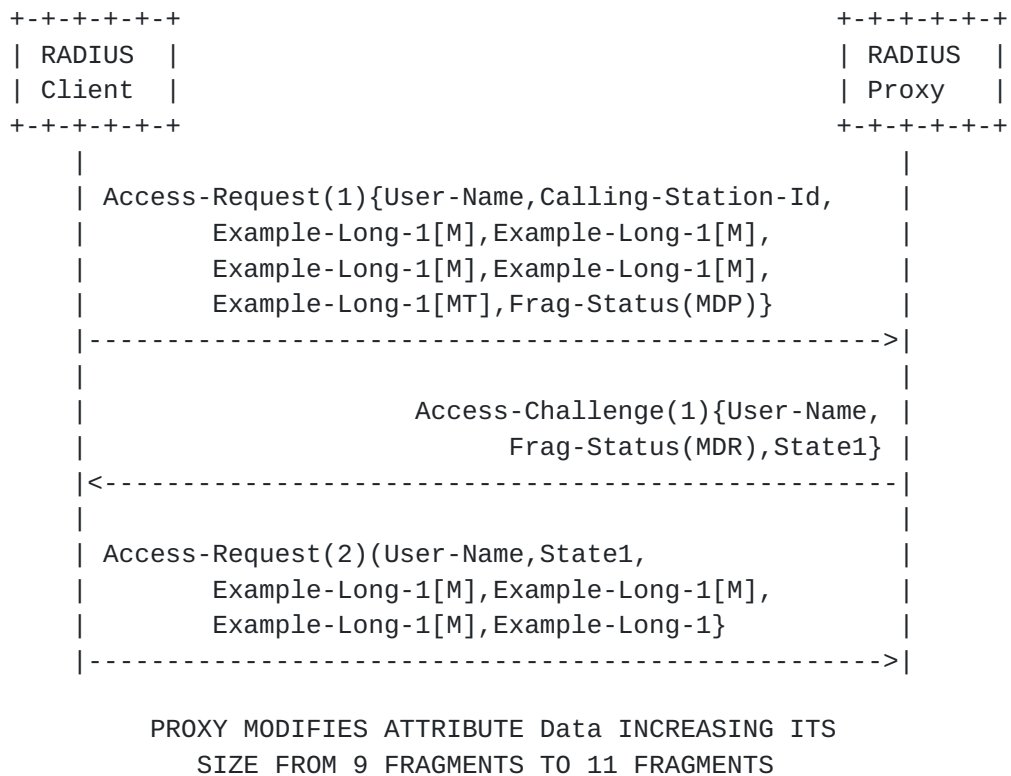 +-+-+-+-+-+                                          +-+-+-+-+-+
| RADIUS  |                                          | RADIUS  |
| Client  |                                          | Proxy   |
+-+-+-+-+-+                                          +-+-+-+-+-+
    |                                                    |
    | Access-Request(1){User-Name,Calling-Station-Id,    |
    |        Example-Long-1[M],Example-Long-1[M],        |
    |        Example-Long-1[M],Example-Long-1[M],        |
    |        Example-Long-1[MT],Frag-Status(MDP)}        |
    |--------------------------------------------------->|
    |                                                    |
    |                     Access-Challenge(1){User-Name, |
    |                           Frag-Status(MDR),State1} |
    |<---------------------------------------------------|
    |                                                    |
    | Access-Request(2)(User-Name,State1,                |
    |        Example-Long-1[M],Example-Long-1[M],        |
    |        Example-Long-1[M],Example-Long-1}           |
    |--------------------------------------------------->|

         PROXY MODIFIES ATTRIBUTE Data INCREASING ITS
            SIZE FROM 9 FRAGMENTS TO 11 FRAGMENTS